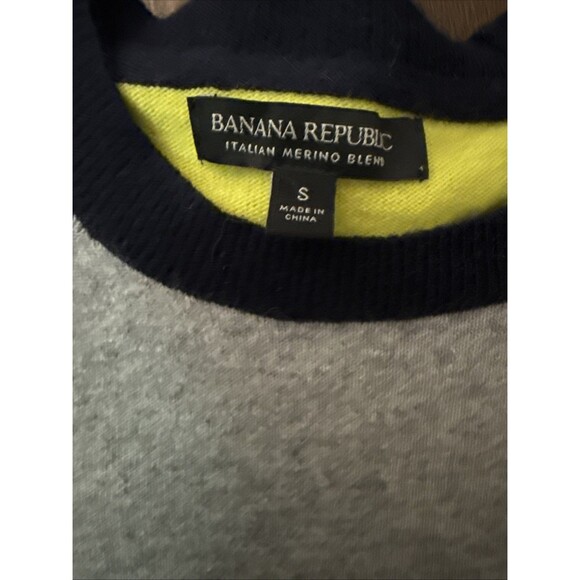 BANANA REPUBLIC
ITALIAN MERINO BLEND
S
MADE IN
CHINA